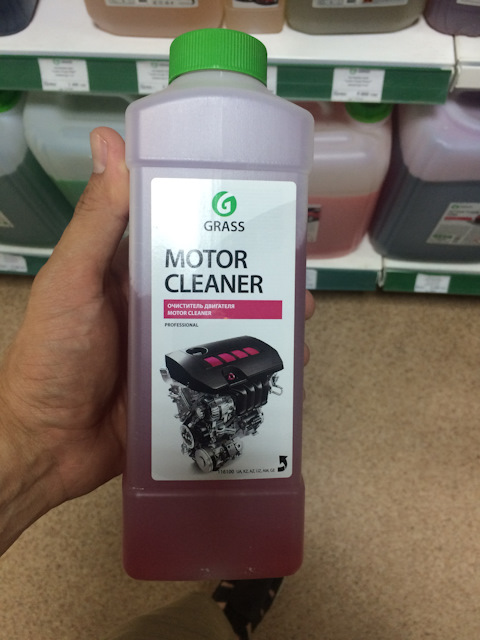 GRASS
MOTOR
CLEANER
ОЧИСТИТЕЛЬ ДВИГАТЕЛЯ
MOTOR CLEANER
PROFESSIONAL